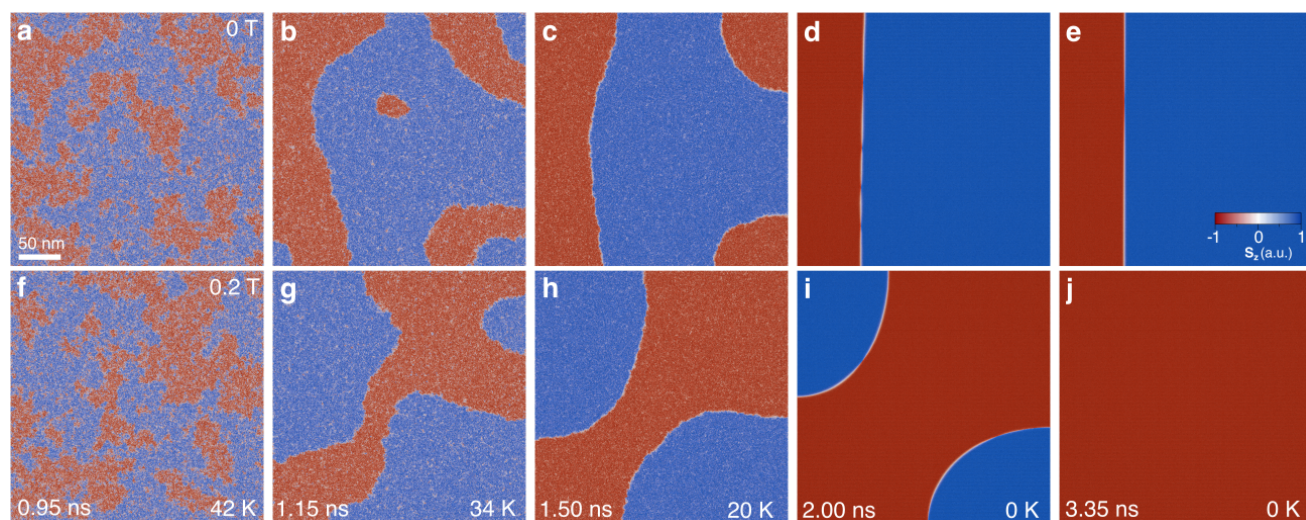 a 0 T b c d e
50 nm
-1 0 1
Sz (a.u.)
f 0.2 T g h i j
0.95 ns 42 K 1.15 ns 34 K 1.50 ns 20 K 2.00 ns 0 K 3.35 ns 0 K